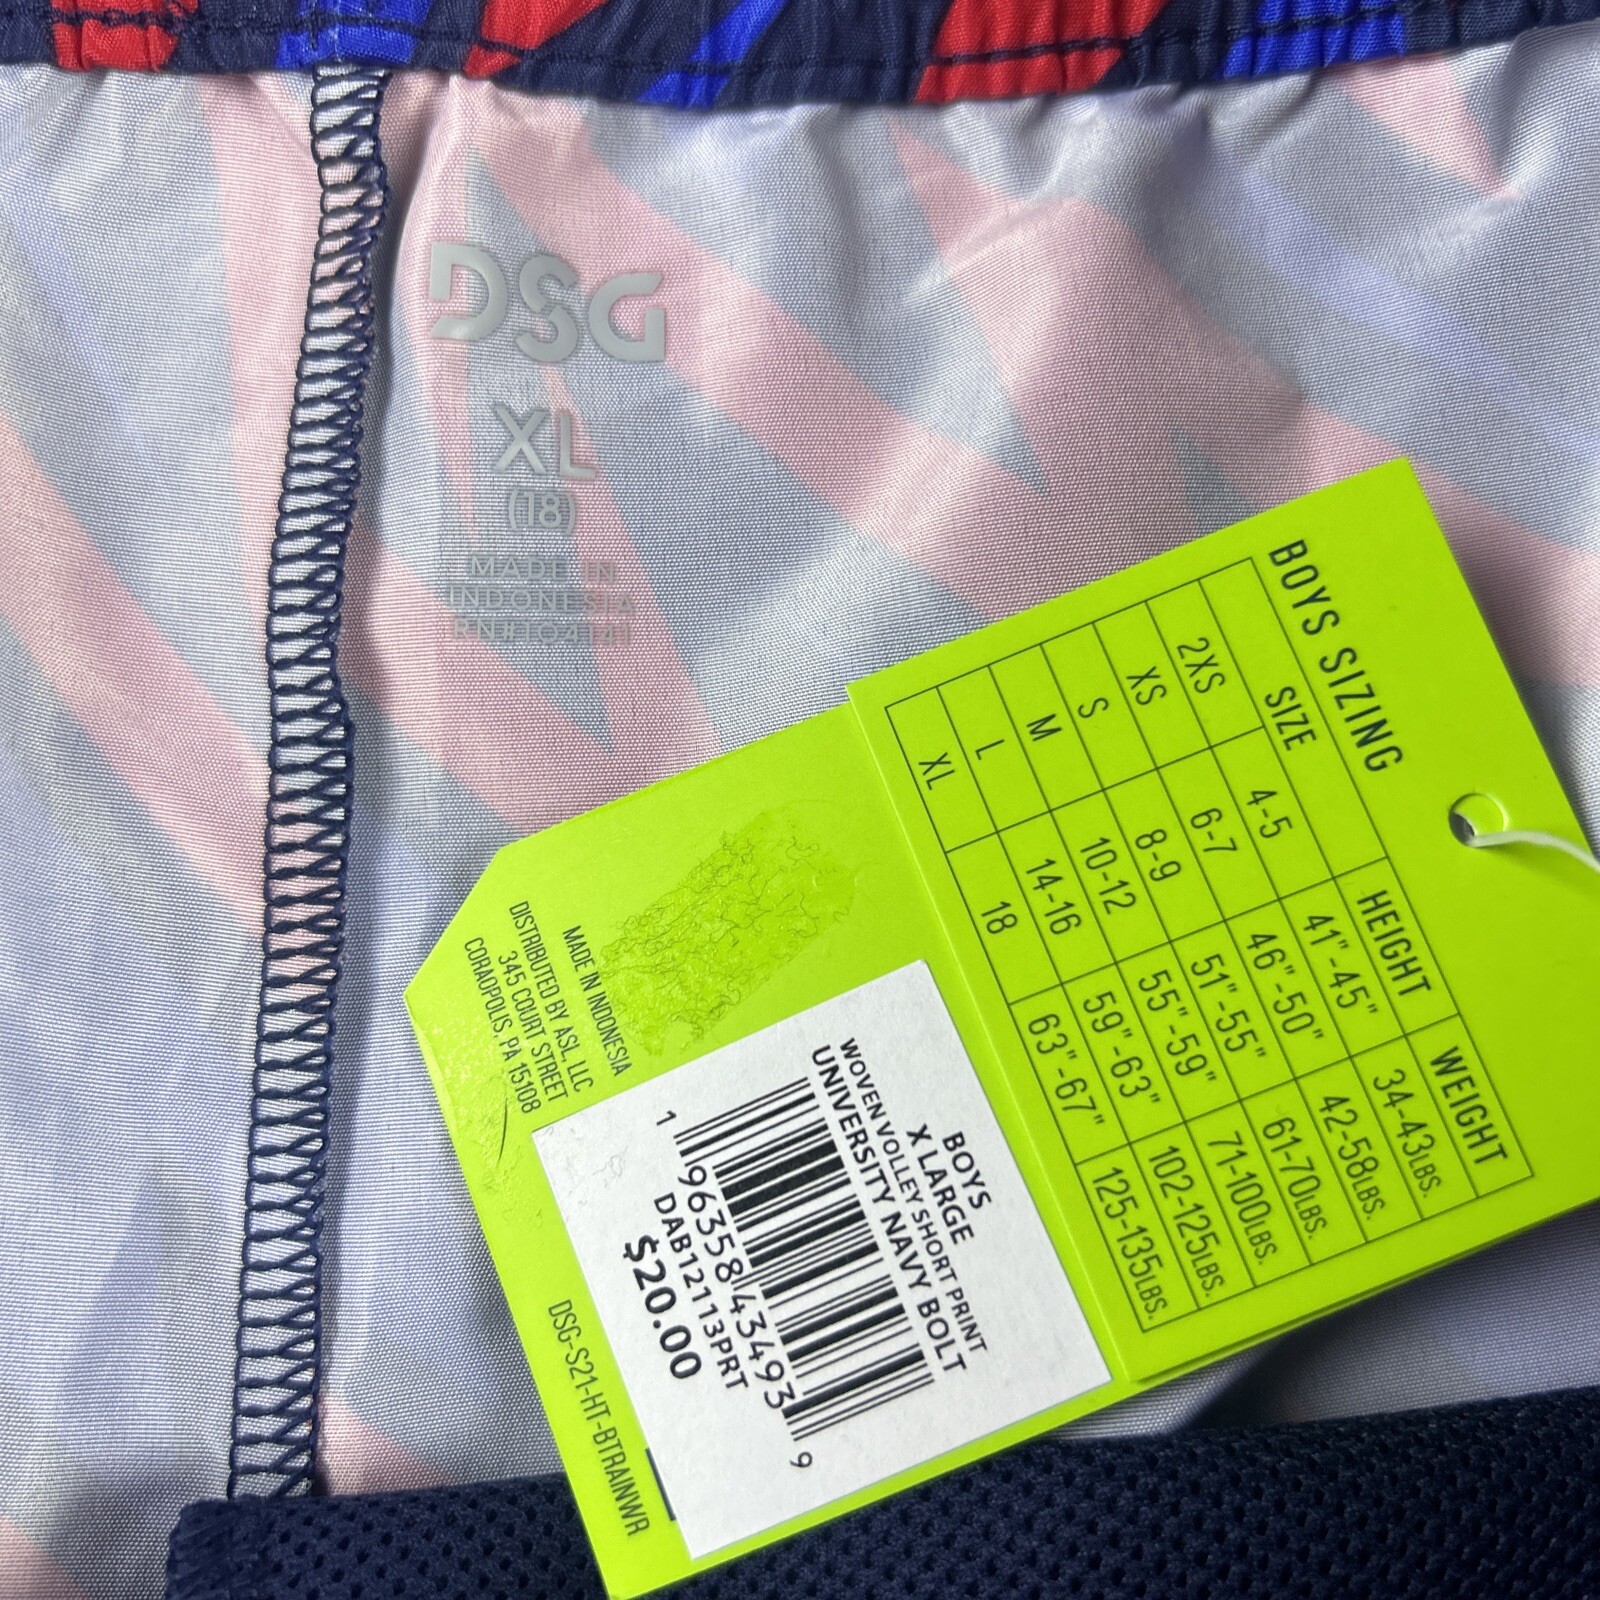 DSG
XL
(18)
MADE IN
INDONESIA
RN#104141
BOYS SIZING
SIZE HEIGHT WEIGHT
2XS 4-5 41"-45" 34-43LBS.
XS 6-7 46"-50" 42-58LBS.
S 8-9 51"-55" 61-70LBS.
M 10-12 55"-59" 71-100LBS.
L 14-16 59"-63" 102-125LBS.
XL 18 63"-67" 125-135LBS.
MADE IN INDONESIA
DISTRIBUTED BY ASL, LLC
345 COURT STREET
CORAOPOLIS, PA 15108
BOYS
X LARGE
WOVEN VOLLEY SHORT PRINT
UNIVERSITY NAVY BOLT
1 96358 43493 9
DAB12113PRT
$20.00
DSG-S21-HT-BTRAINWR